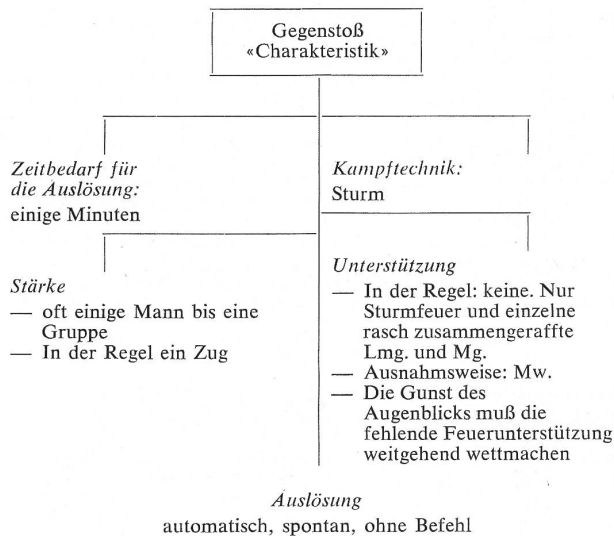 Gegenstoß
«Charakteristik»
Zeitbedarf für
die Auslösung:
einige Minuten
Kampftechnik:
Sturm
Stärke
— oft einige Mann bis eine
Gruppe
— In der Regel ein Zug
Unterstützung
— In der Regel: keine. Nur
Sturmfeuer und einzelne
rasch zusammengeraffte
Lmg. und Mg.
— Ausnahmsweise: Mw.
— Die Gunst des
Augenblicks muß die
fehlende Feuerunterstützung
weitgehend wettmachen
Auslösung
automatisch, spontan, ohne Befehl